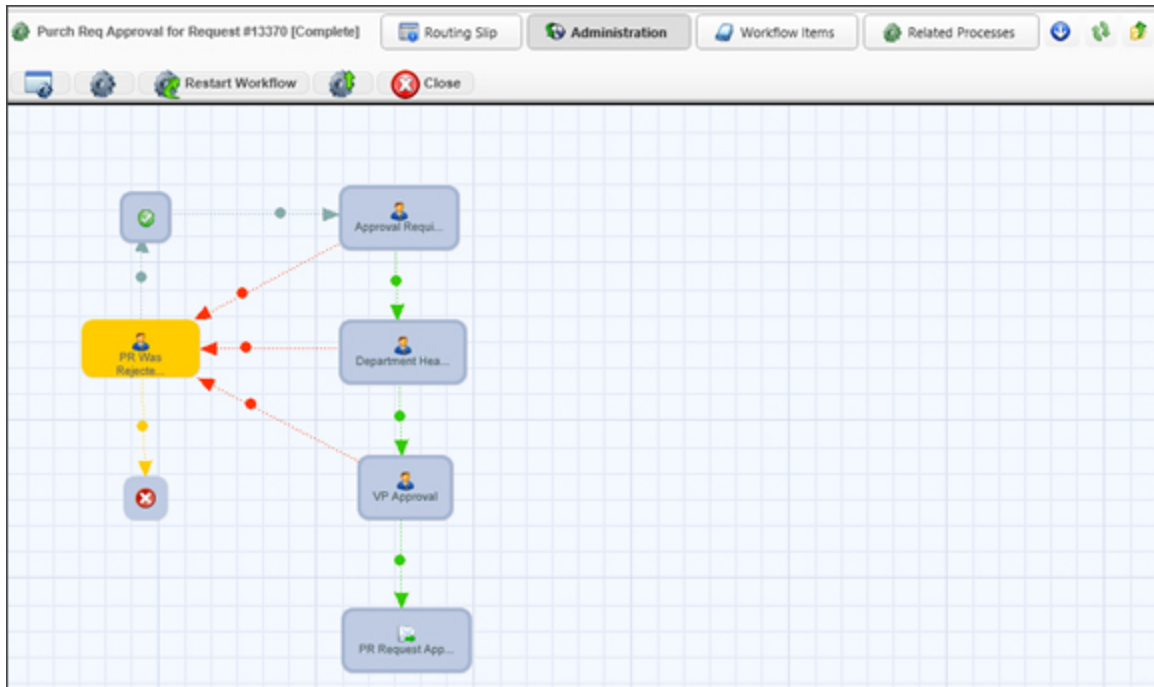 Purch Req Approval for Request #13370 [Complete]
Routing Slip
Administration
Workflow Items
Related Processes
Restart Workflow
Close
Approval Requi...
PR Was
Rejecte...
Department Hea...
VP Approval
PR Request App...